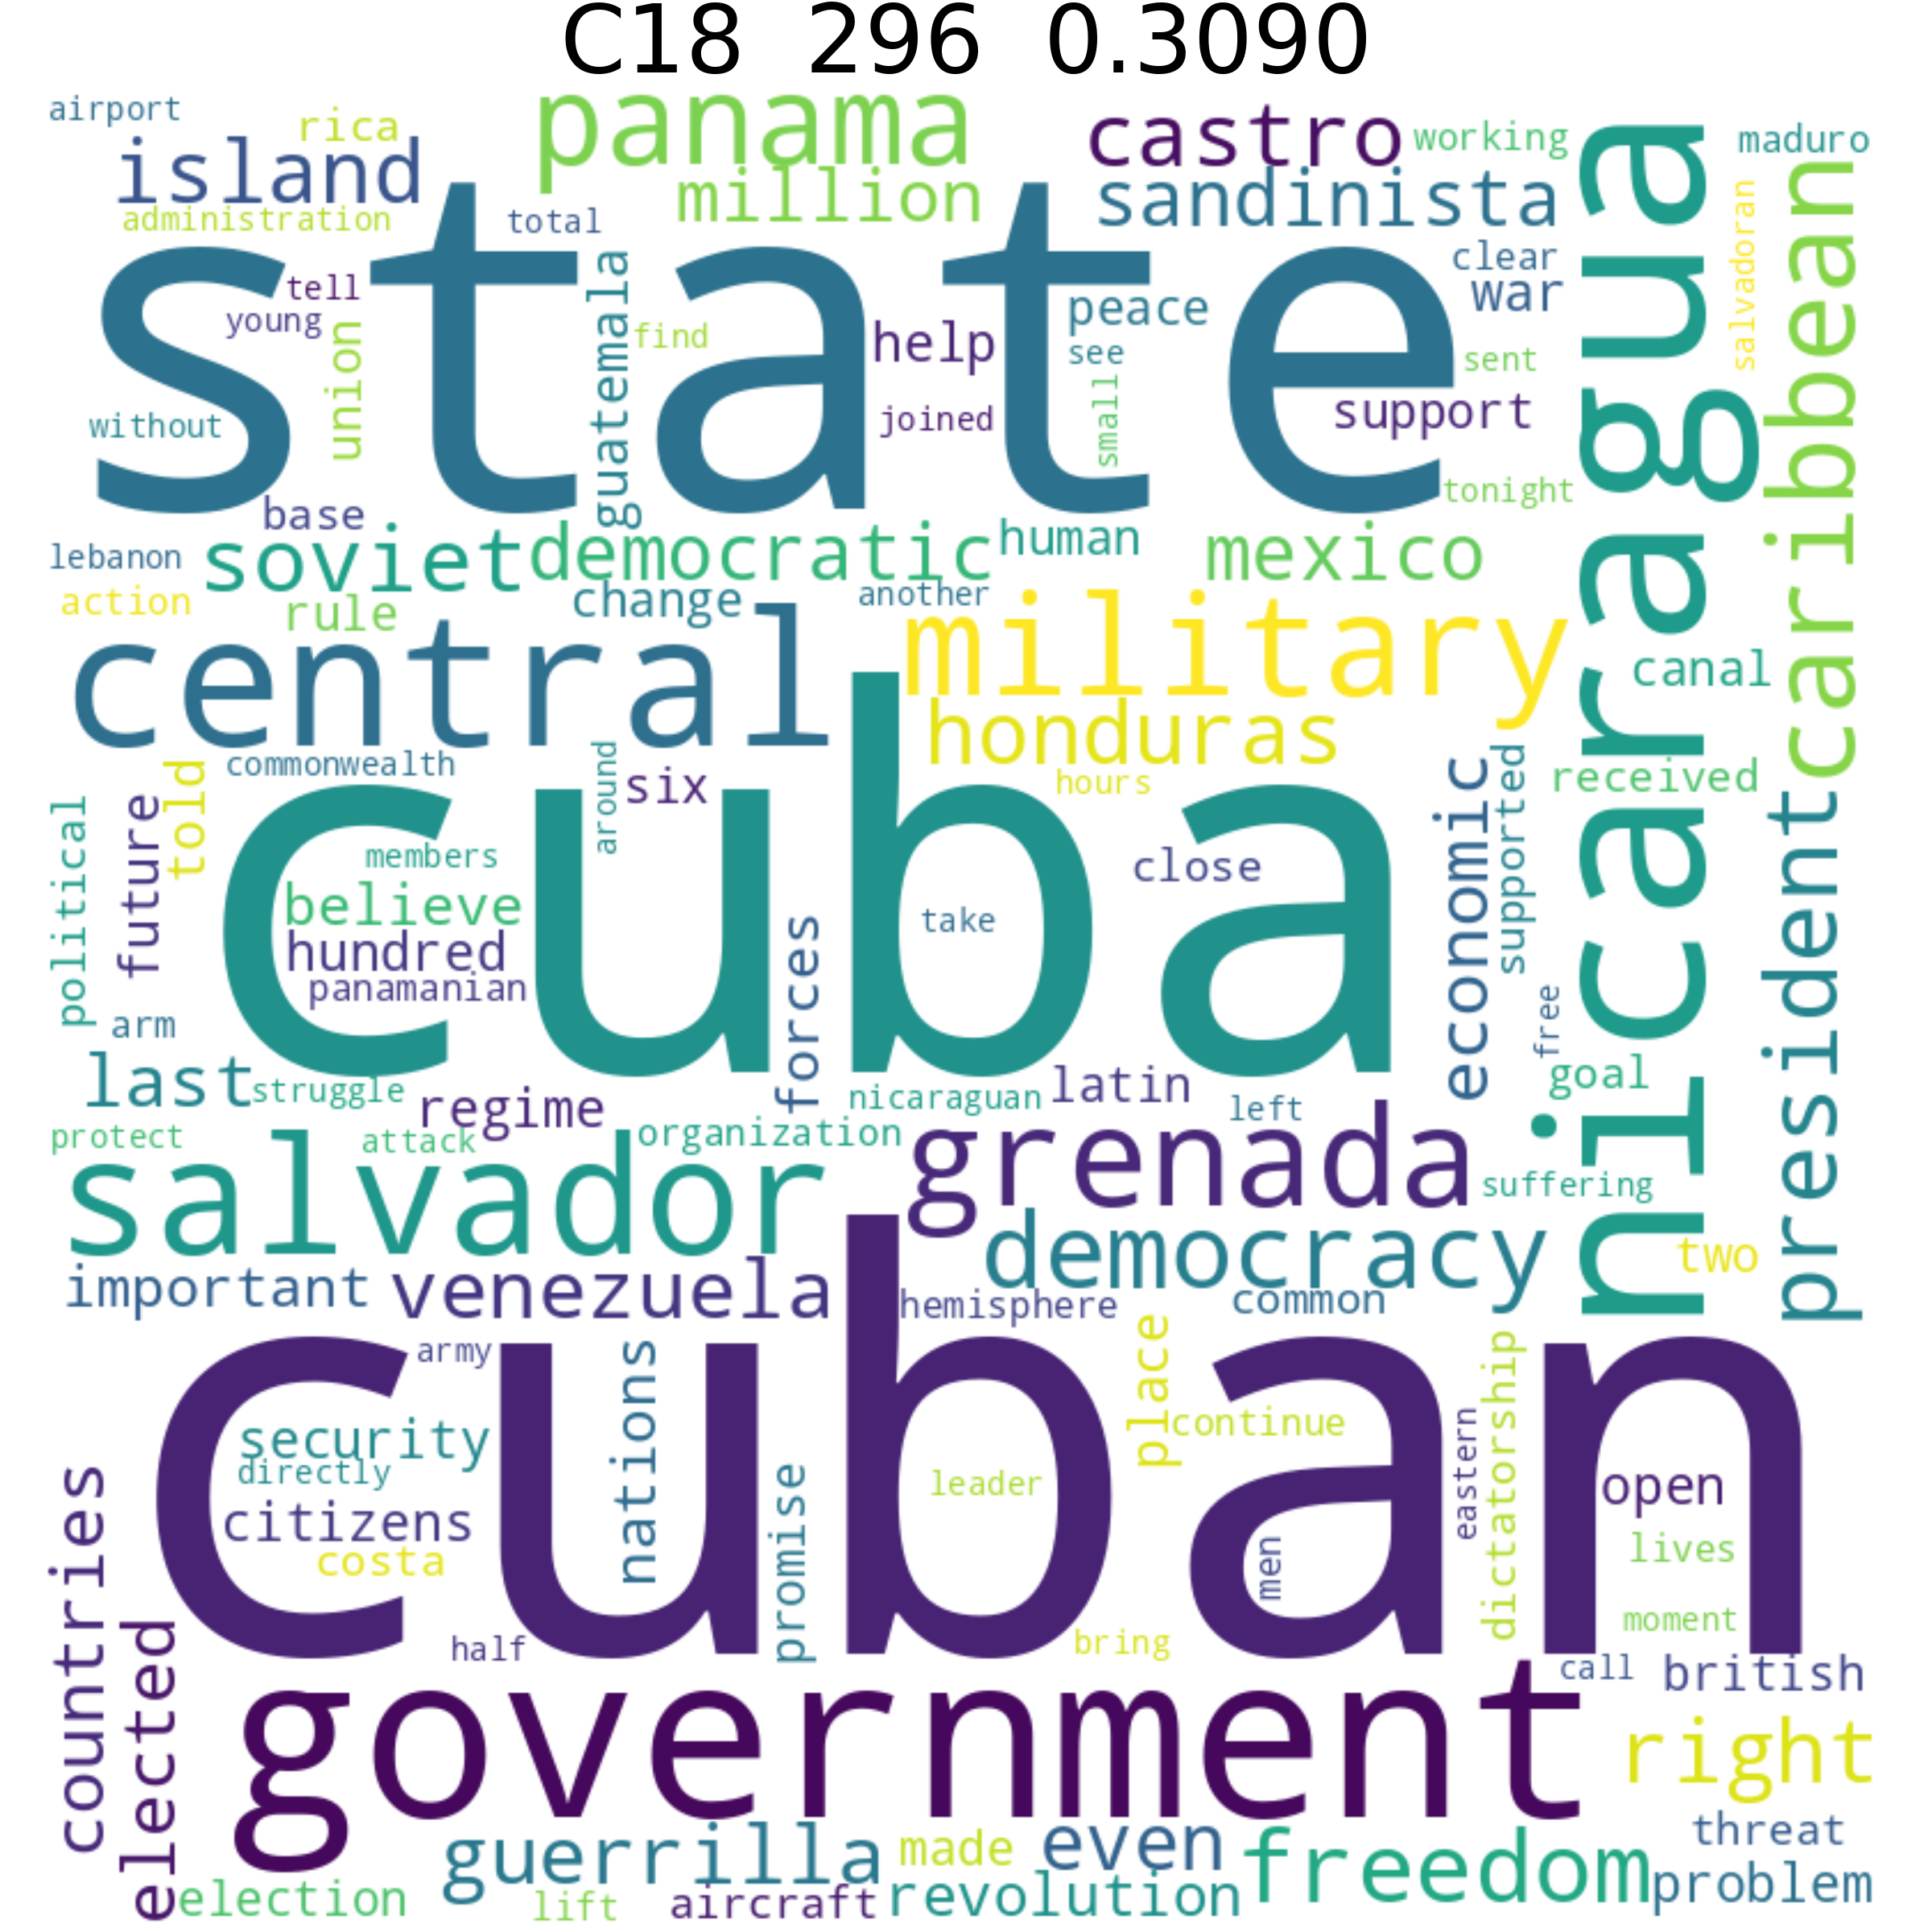 C18 296 0.3090
airport
rica
panama
castro
working
maduro
island
million
sandinista
administration
total
salvadoran
caribbean
nicaragua
state
tell
young
union
guatemala
find
help
peace
see
small
clear
war
sent
support
joined
without
base
tonight
lebanon
soviet
democratic
human
mexico
action
rule
change
another
central
military
canal
honduras
commonwealth
around
six
hours
received
political
future
told
cuba
members
believe
hundred
panamanian
forces
take
close
economic
supported
free
president
arm
last
struggle
regime
nicaraguan
latin
left
goal
protect
attack
organization
salvador
grenada
suffering
democracy
two
important
venezuela
hemisphere
common
cuban
army
nations
place
continue
security
directly
citizens
costa
promise
leader
men
eastern
dictatorship
open
lives
moment
countries
elected
half
bring
call
british
government
right
guerrilla
made
even
freedom
threat
problem
election
lift
aircraft
revolution